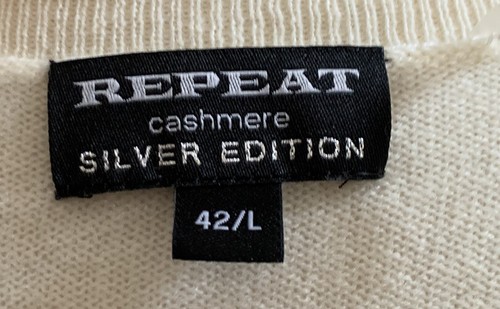 REPEAT
cashmere
SILVER EDITION
42/L